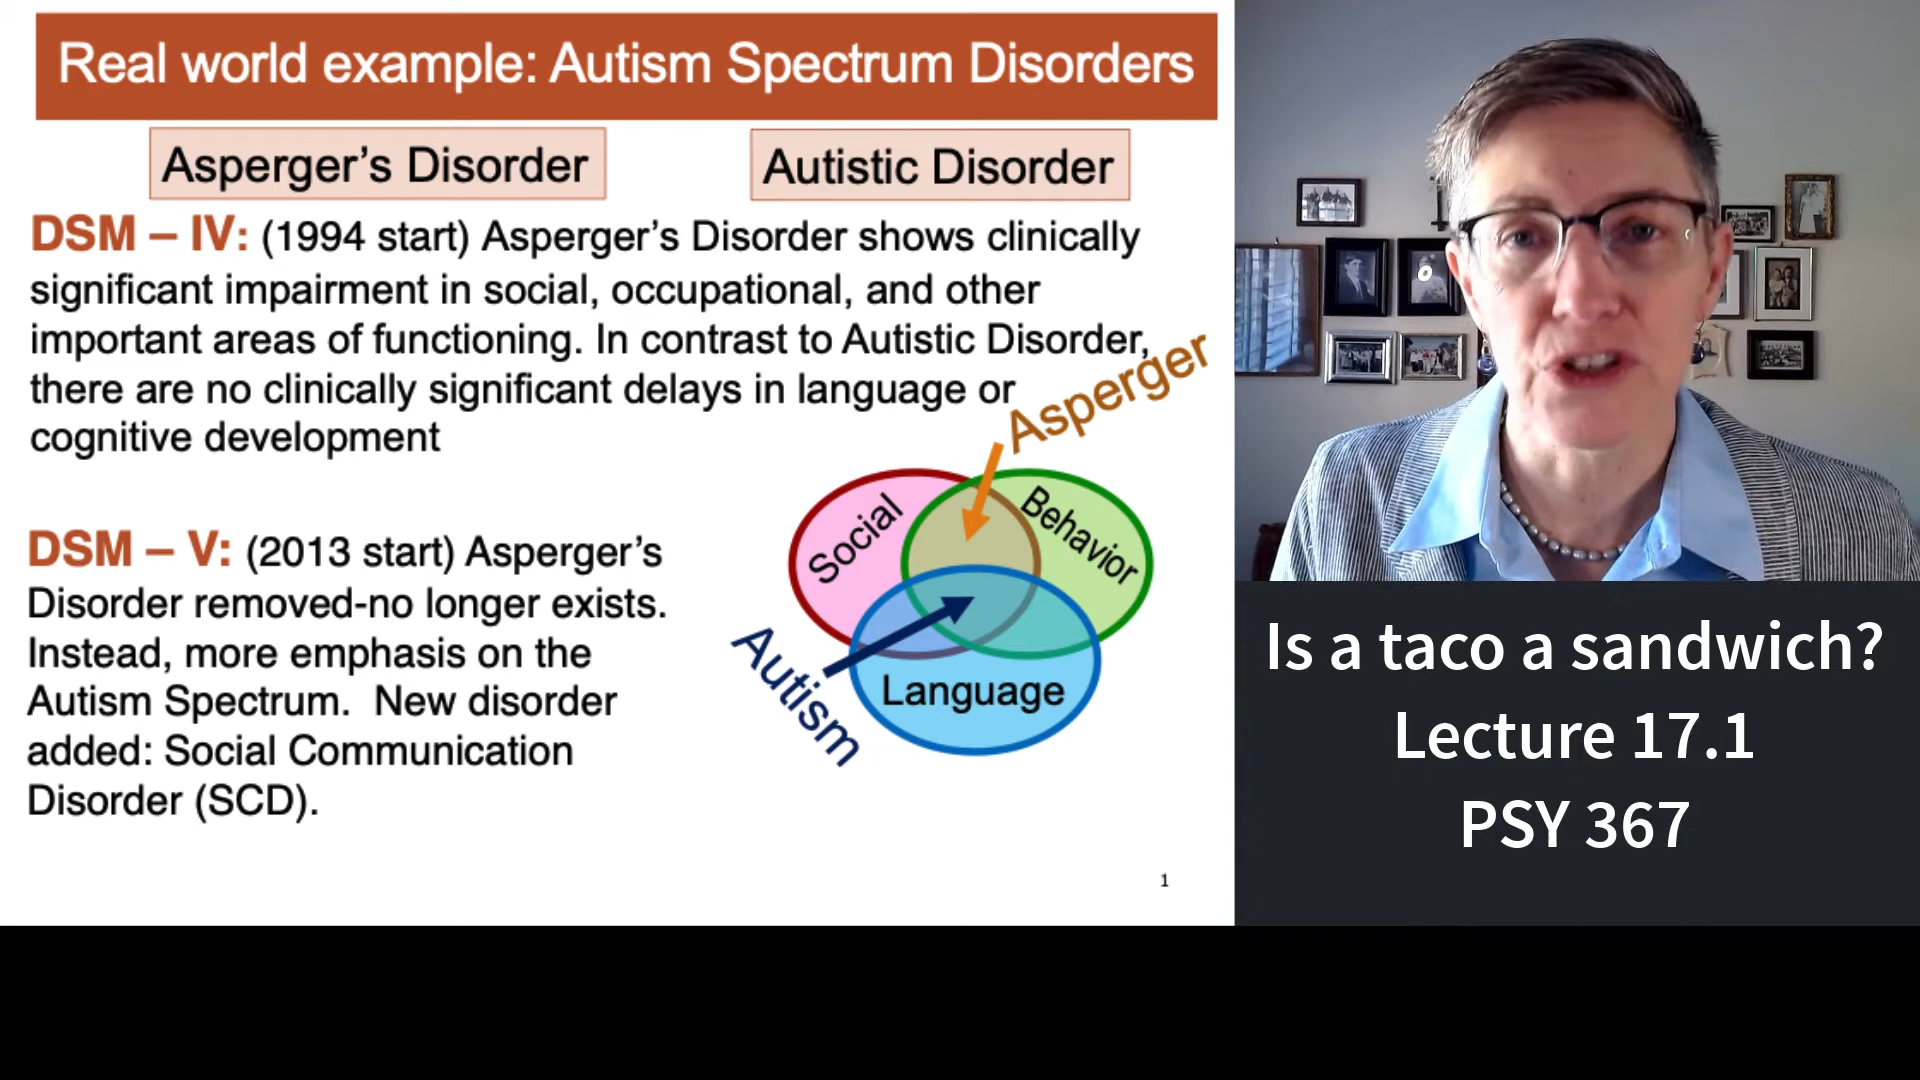 Real world example: Autism Spectrum Disorders
Asperger’s Disorder
Autistic Disorder
DSM – IV: (1994 start) Asperger’s Disorder shows clinically
significant impairment in social, occupational, and other
important areas of functioning. In contrast to Autistic Disorder,
there are no clinically significant delays in language or
cognitive development
DSM – V: (2013 start) Asperger’s
Disorder removed-no longer exists.
Instead, more emphasis on the
Autism Spectrum.  New disorder
added: Social Communication
Disorder (SCD).
Asperger
Social
Behavior
Autism
Language
1
Is a taco a sandwich?
Lecture 17.1
PSY 367